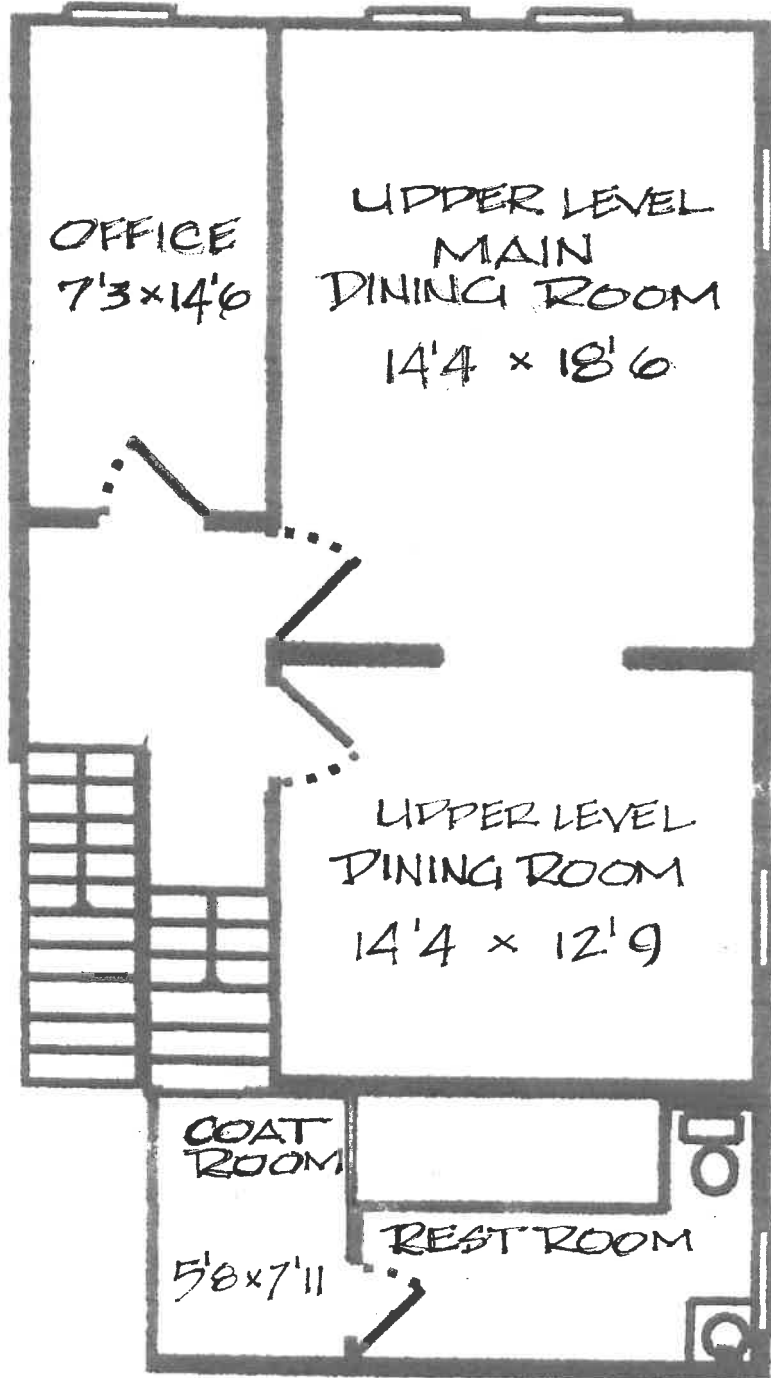 OFFICE
7'3 × 14'6
UPPER LEVEL
MAIN
DINING ROOM
14'4 × 18'6
UPPER LEVEL
DINING ROOM
14'4 × 12'9
COAT
ROOM
5'8 × 7'11
REST ROOM